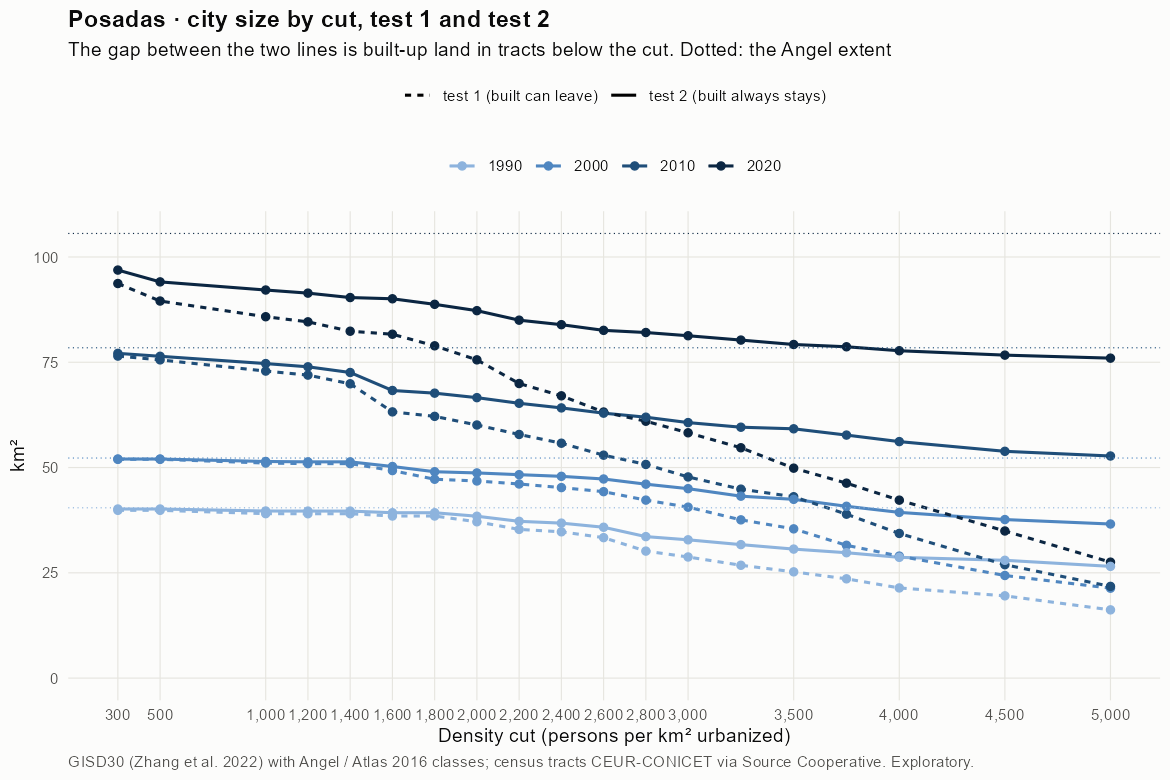 Posadas · city size by cut, test 1 and test 2
The gap between the two lines is built-up land in tracts below the cut. Dotted: the Angel extent
test 1 (built can leave) test 2 (built always stays)
1990 2000 2010 2020
100
75
50
25
0
km²
300 500 1,000 1,200 1,400 1,600 1,800 2,000 2,200 2,400 2,600 2,800 3,000 3,500 4,000 4,500 5,000
Density cut (persons per km² urbanized)
GISD30 (Zhang et al. 2022) with Angel / Atlas 2016 classes; census tracts CEUR-CONICET via Source Cooperative. Exploratory.